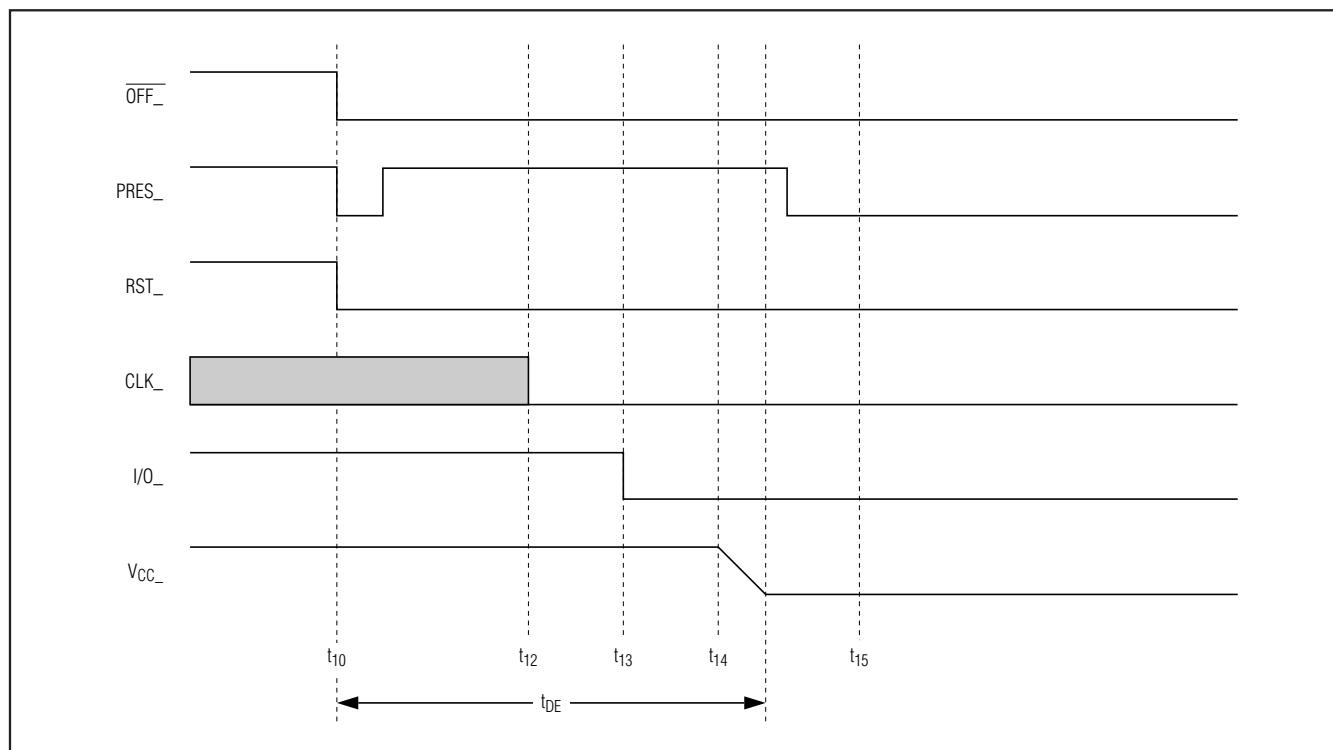 OFF_
PRES_
RST_
CLK_
I/O_
VCC_
t10 t12 t13 t14 t15
tDE